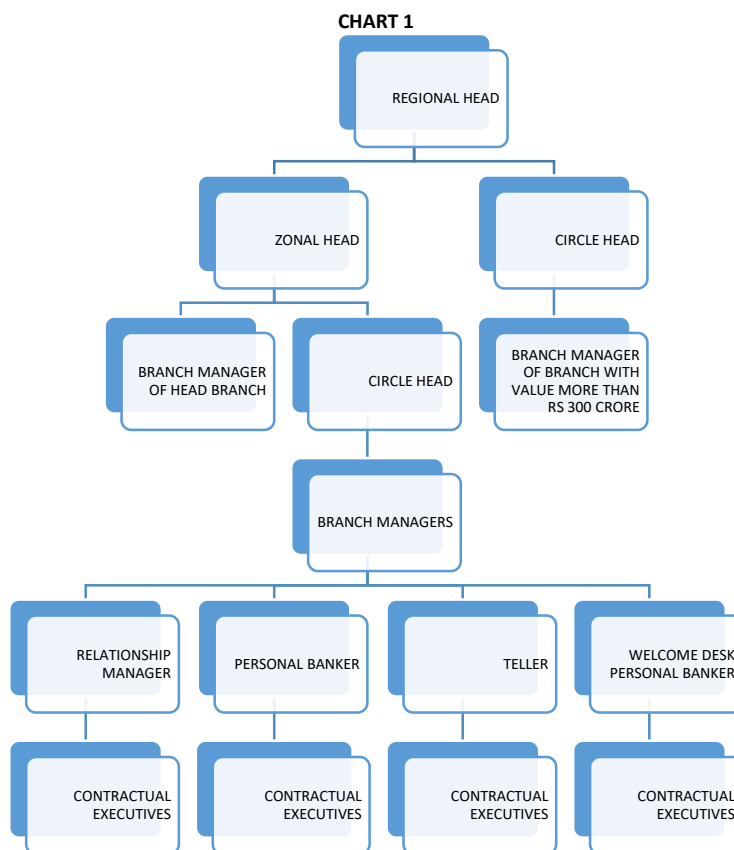 CHART 1
REGIONAL HEAD
ZONAL HEAD
CIRCLE HEAD
BRANCH MANAGER
OF HEAD BRANCH
CIRCLE HEAD
BRANCH MANAGER
OF BRANCH WITH
VALUE MORE THAN
RS 300 CRORE
BRANCH MANAGERS
RELATIONSHIP
MANAGER
PERSONAL BANKER
TELLER
WELCOME DESK
PERSONAL BANKER
CONTRACTUAL
EXECUTIVES
CONTRACTUAL
EXECUTIVES
CONTRACTUAL
EXECUTIVES
CONTRACTUAL
EXECUTIVES